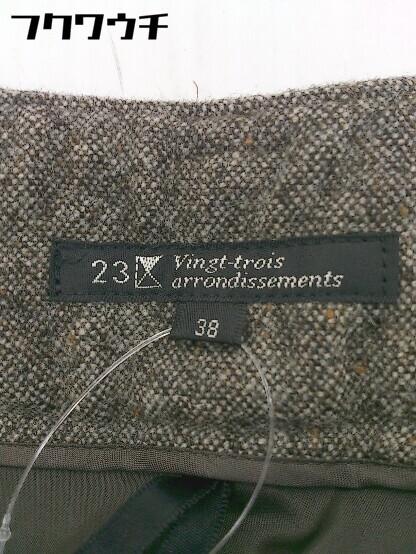 フクワウチ
23 Vingt-trois
arrondissements
38